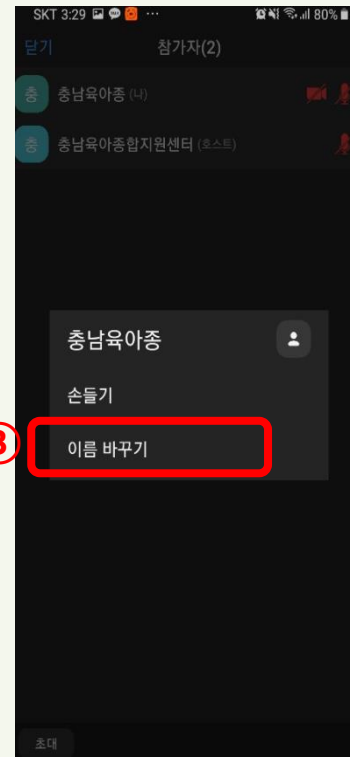 SKT 3:29 ... 80%
닫기 참가자(2)
충 충남육아종 (나)
충 충남육아종합지원센터 (호스트)
충남육아종
손들기
이름 바꾸기
초대